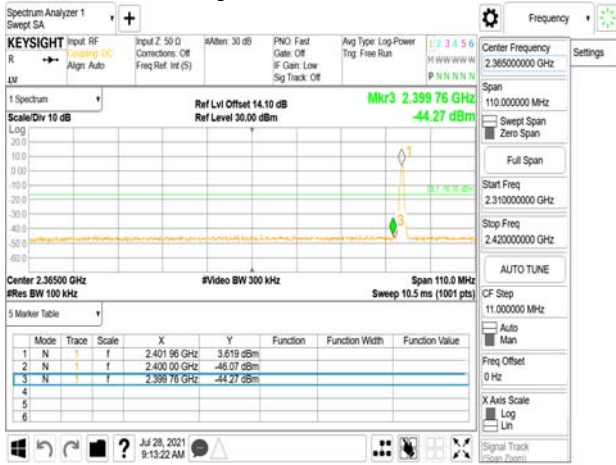 Spectrum Analyzer 1
Swept SA
Frequency
KEYSIGHT
R
Input: RF
Coupling: DC
Align: Auto
Input Z: 50 Ω
Corrections: Off
Freq Ref: Int (S)
#Atten: 30 dB
PNO: Fast
Gate: Off
IF Gain: Low
Sig Track: Off
Avg Type: Log-Power
Trig: Free Run
1 2 3 4 5 6
M W W W W W
P N N N N N
Center Frequency
2.365000000 GHz
Settings
Span
110.000000 MHz
Swept Span
Zero Span
Full Span
Start Freq
2.310000000 GHz
Stop Freq
2.420000000 GHz
AUTO TUNE
CF Step
11.000000 MHz
Auto
Man
Freq Offset
0 Hz
X Axis Scale
Log
Lin
Signal Track
(Span Zoom)
LXI
1 Spectrum
Scale/Div 10 dB
Ref Lvl Offset 14.10 dB
Ref Level 30.00 dBm
Mkr3 2.399 76 GHz
-44.27 dBm
Log
20.0
10.0
0.00
-10.0
-20.0
-30.0
-40.0
-50.0
-60.0
1
3
Center 2.36500 GHz
#Res BW 100 kHz
#Video BW 300 kHz
Span 110.0 MHz
Sweep 10.5 ms (1001 pts)
5 Marker Table
Mode Trace Scale X Y Function Function Width Function Value
1 N 1 f 2.401 96 GHz 3.619 dBm
2 N 1 f 2.400 00 GHz -46.07 dBm
3 N 1 f 2.399 76 GHz -44.27 dBm
4
5
6
Jul 28, 2021
9:13:22 AM